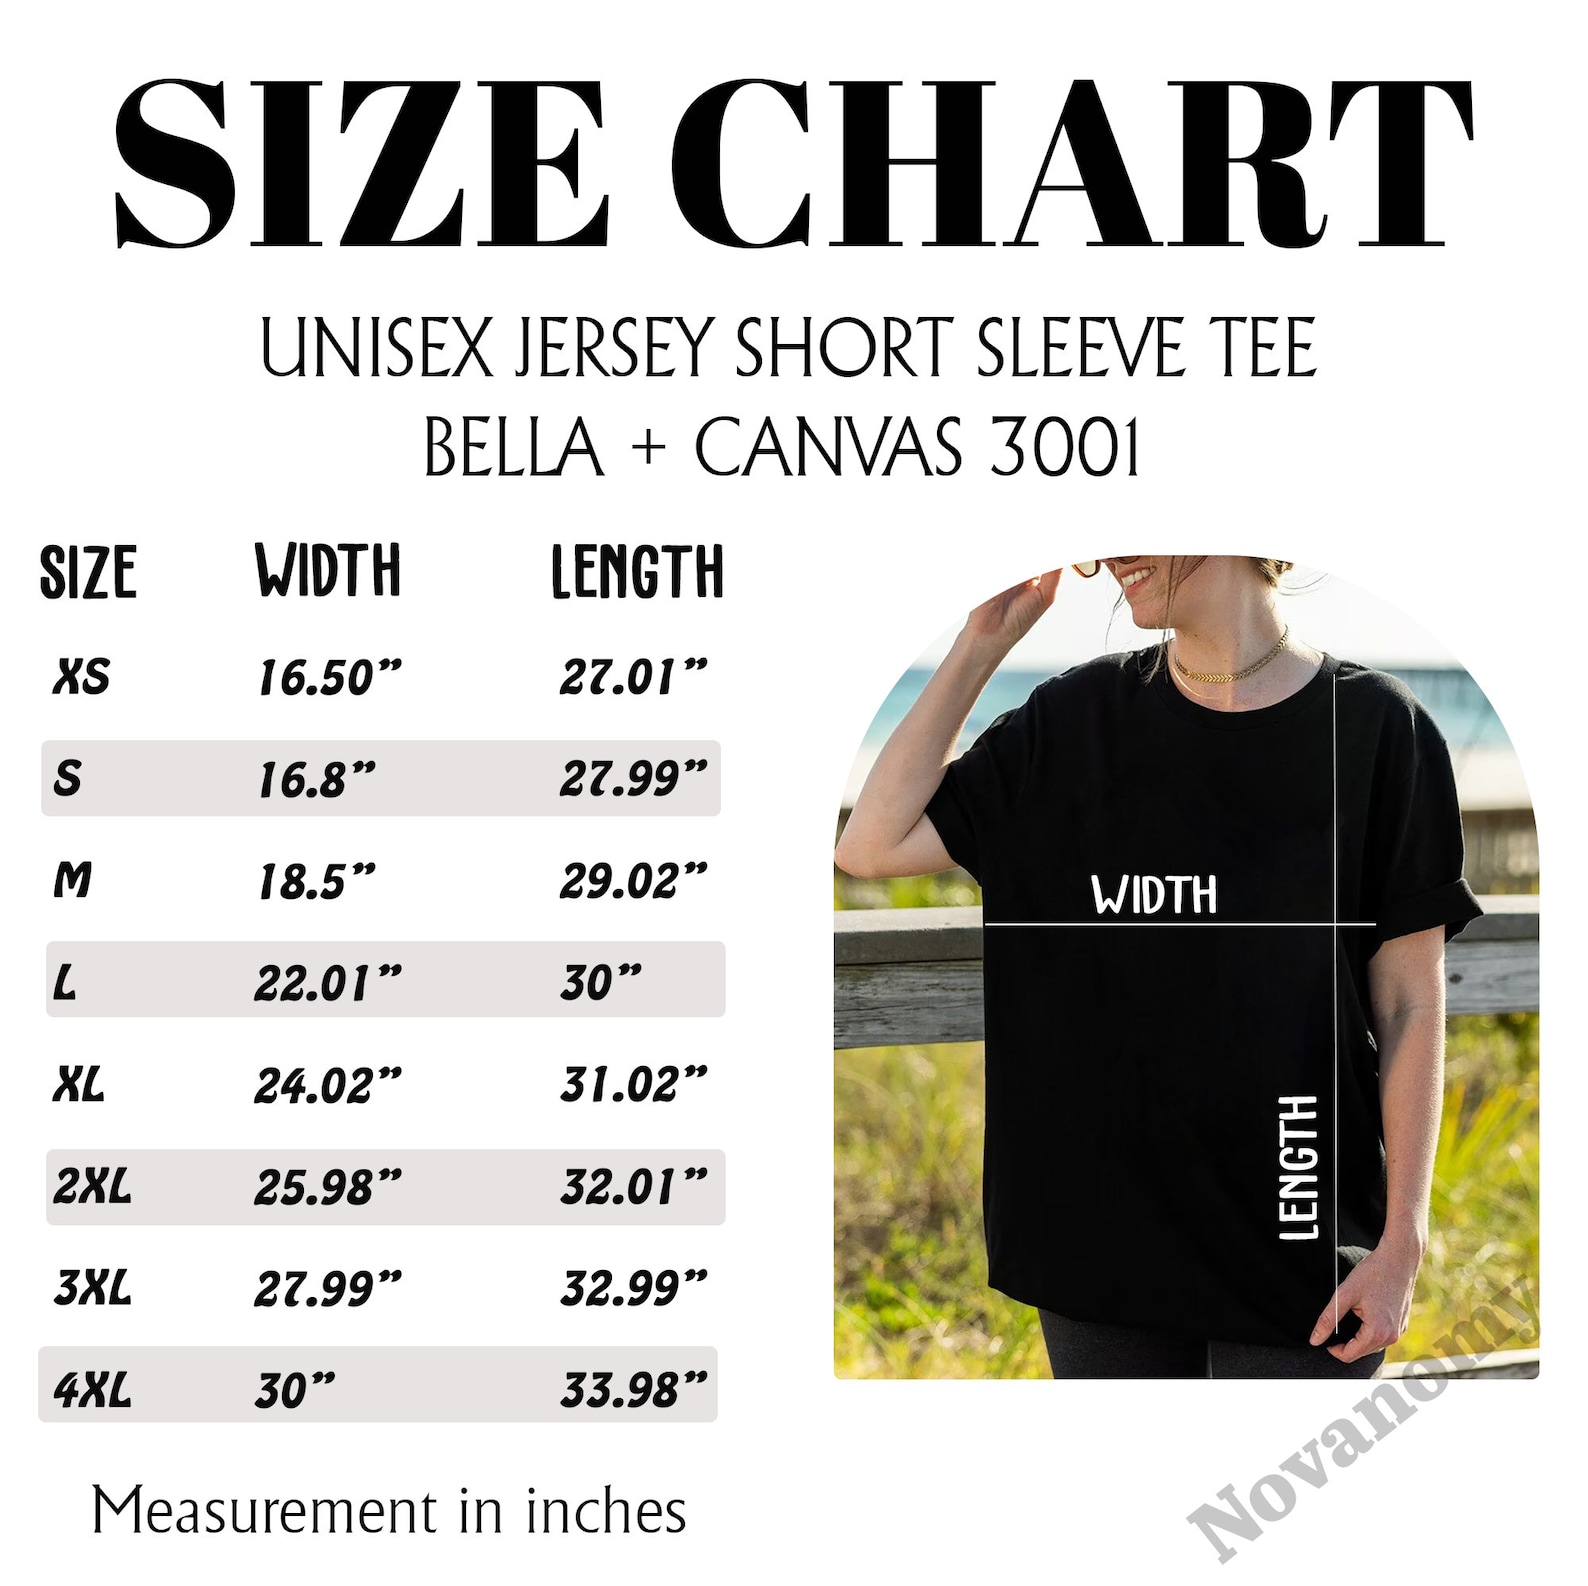 SIZE CHART
UNISEX JERSEY SHORT SLEEVE TEE
BELLA + CANVAS 3001
SIZE WIDTH LENGTH
XS 16.50” 27.01”
S 16.8” 27.99”
M 18.5” 29.02”
L 22.01” 30”
XL 24.02” 31.02”
2XL 25.98” 32.01”
3XL 27.99” 32.99”
4XL 30” 33.98”
Measurement in inches
WIDTH
LENGTH
Novanomy